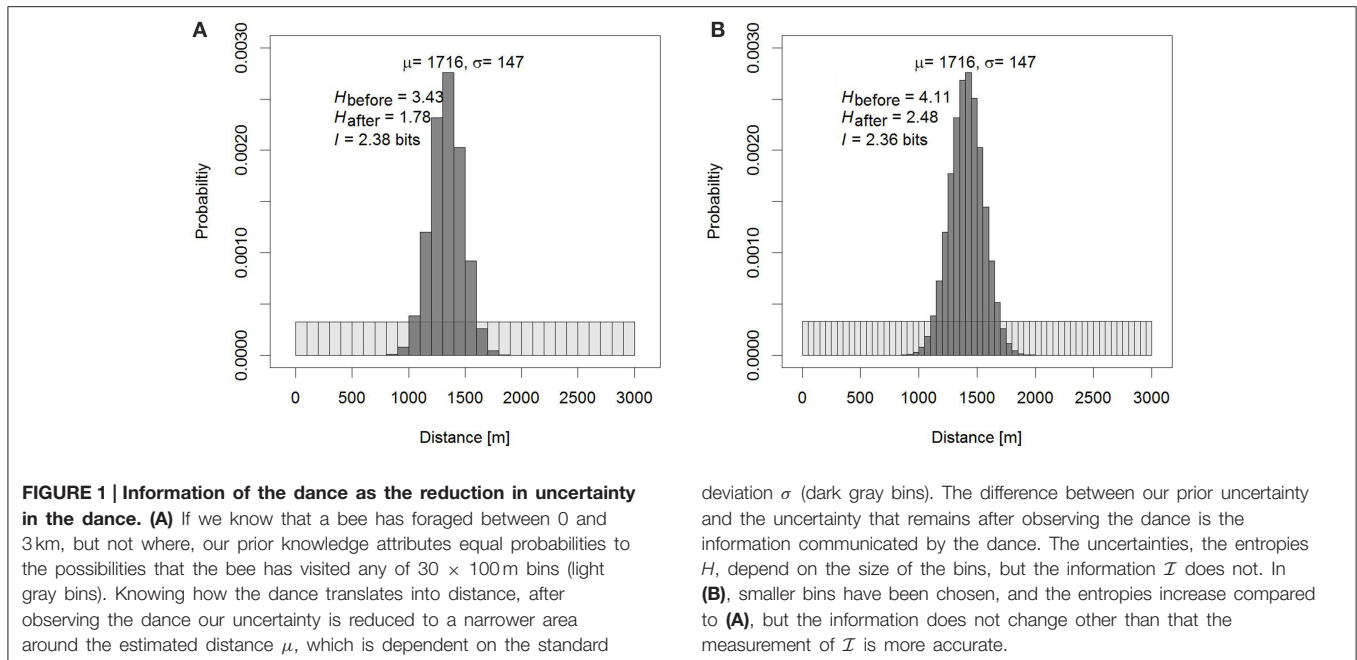 A
0.0030
0.0020
0.0010
0.0000
Probabiltiy
μ= 1716, σ= 147
Hbefore = 3.43
Hafter = 1.78
I = 2.38 bits
0 500 1000 1500 2000 2500 3000
Distance [m]
B
0.0030
0.0020
0.0010
0.0000
Probabiltiy
μ= 1716, σ= 147
Hbefore = 4.11
Hafter = 2.48
I = 2.36 bits
0 500 1000 1500 2000 2500 3000
Distance [m]
FIGURE 1 | Information of the dance as the reduction in uncertainty
in the dance. (A) If we know that a bee has foraged between 0 and
3 km, but not where, our prior knowledge attributes equal probabilities to
the possibilities that the bee has visited any of 30 × 100 m bins (light
gray bins). Knowing how the dance translates into distance, after
observing the dance our uncertainty is reduced to a narrower area
around the estimated distance μ, which is dependent on the standard
deviation σ (dark gray bins). The difference between our prior uncertainty
and the uncertainty that remains after observing the dance is the
information communicated by the dance. The uncertainties, the entropies
H, depend on the size of the bins, but the information I does not. In
(B), smaller bins have been chosen, and the entropies increase compared
to (A), but the information does not change other than that the
measurement of I is more accurate.